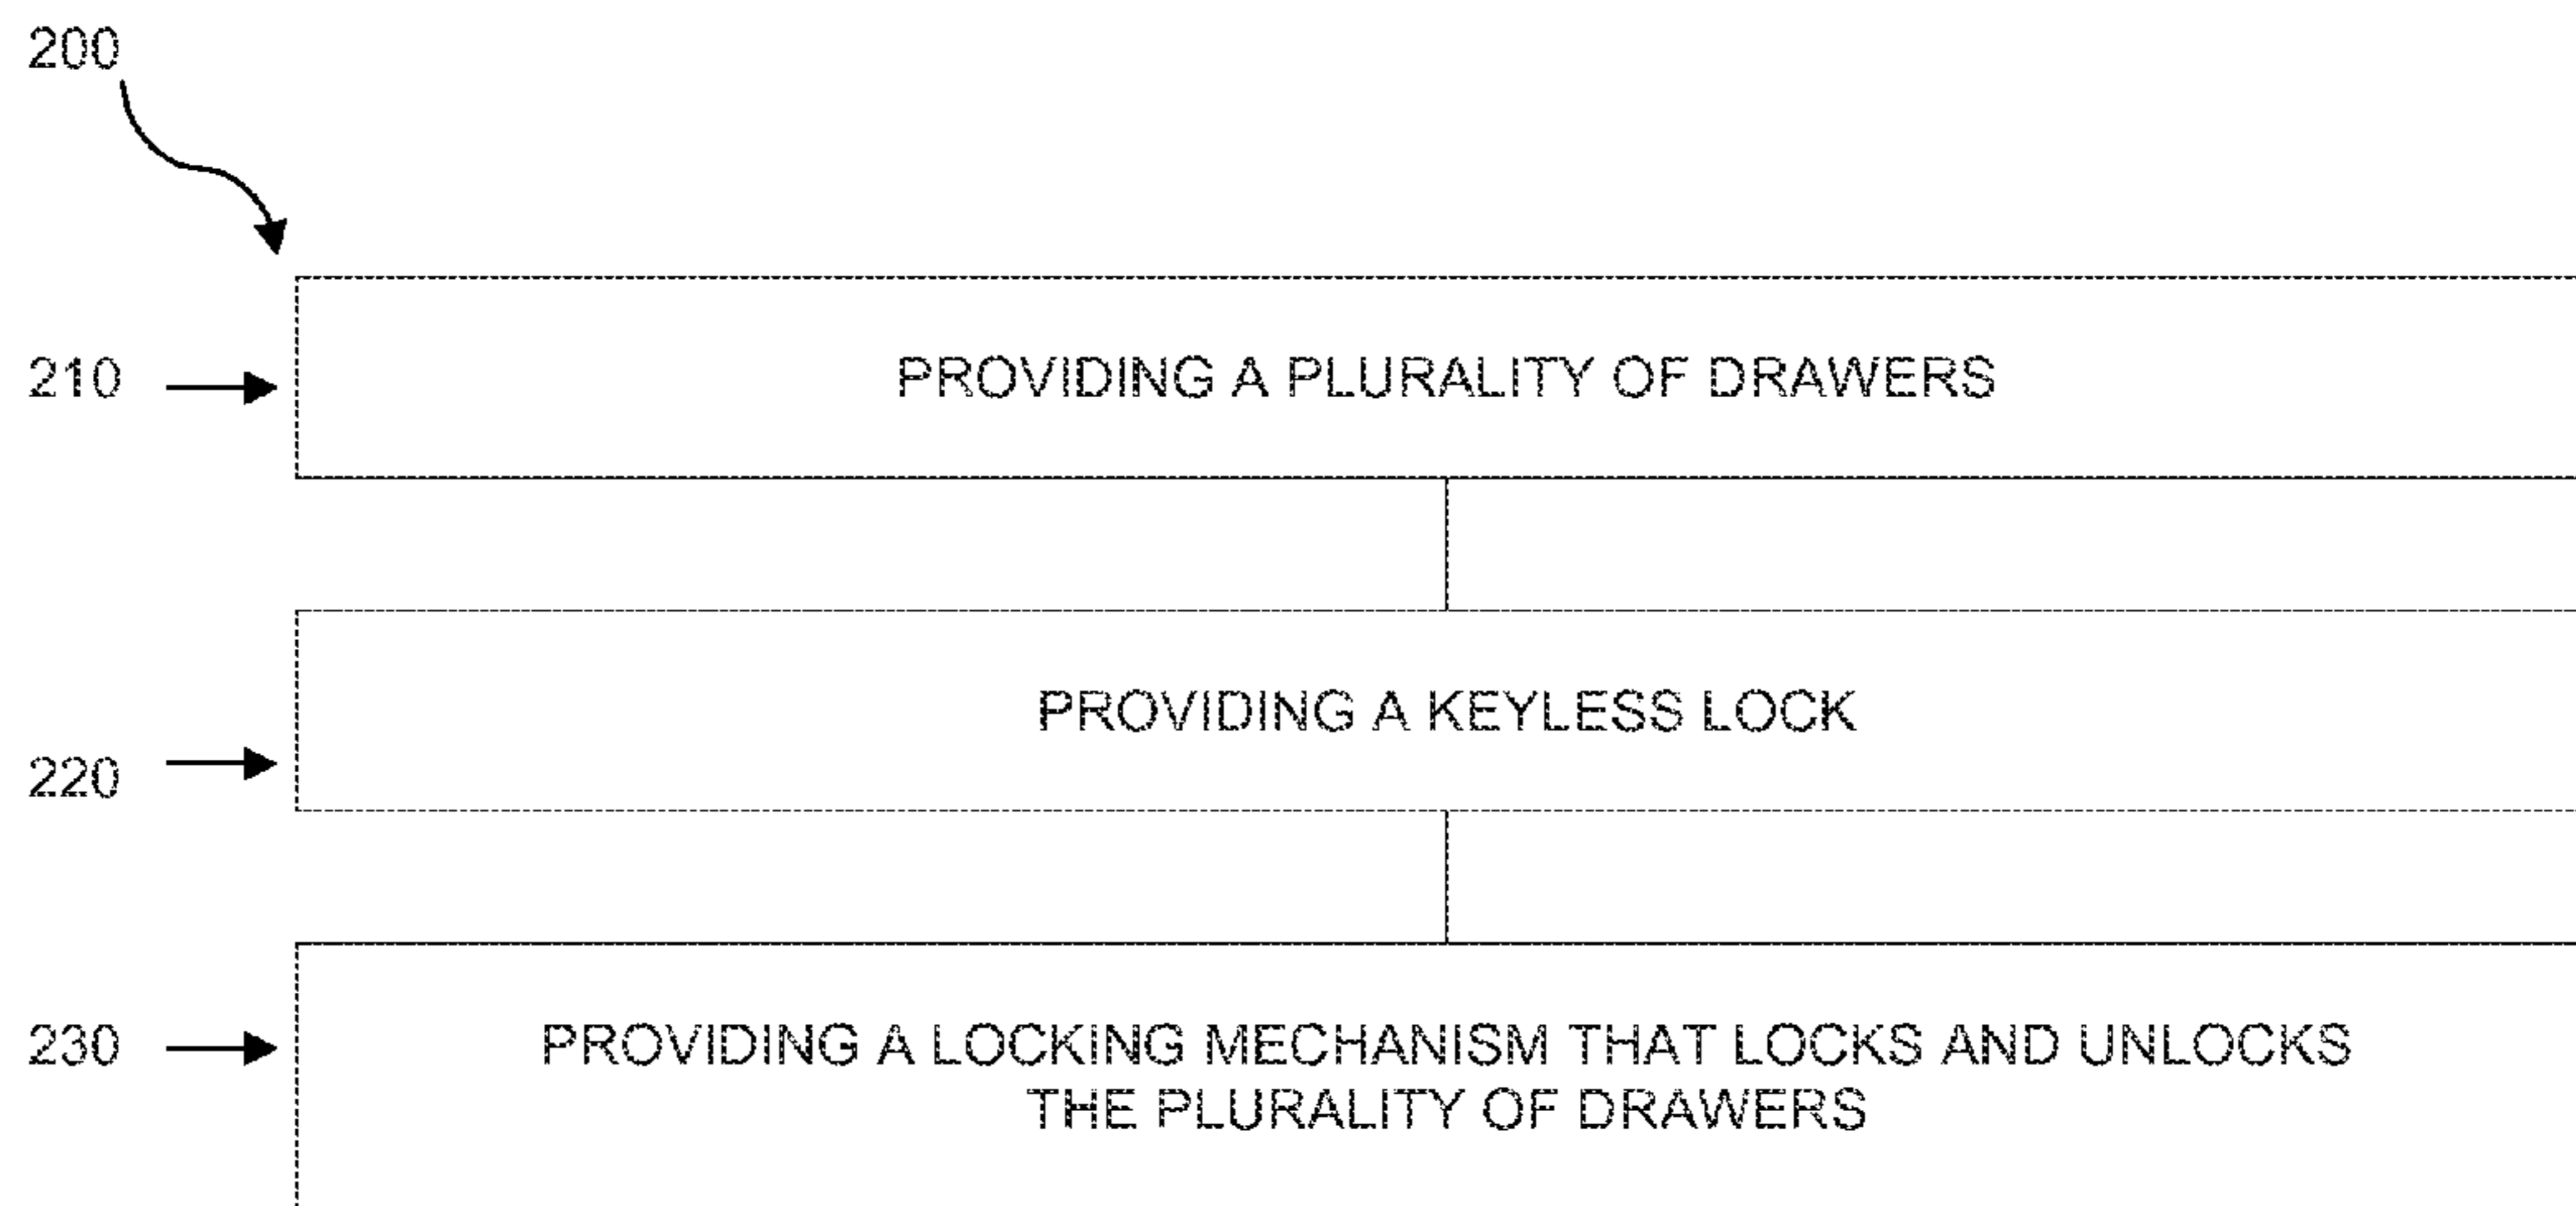 200
210
PROVIDING A PLURALITY OF DRAWERS
220
PROVIDING A KEYLESS LOCK
230
PROVIDING A LOCKING MECHANISM THAT LOCKS AND UNLOCKS
THE PLURALITY OF DRAWERS